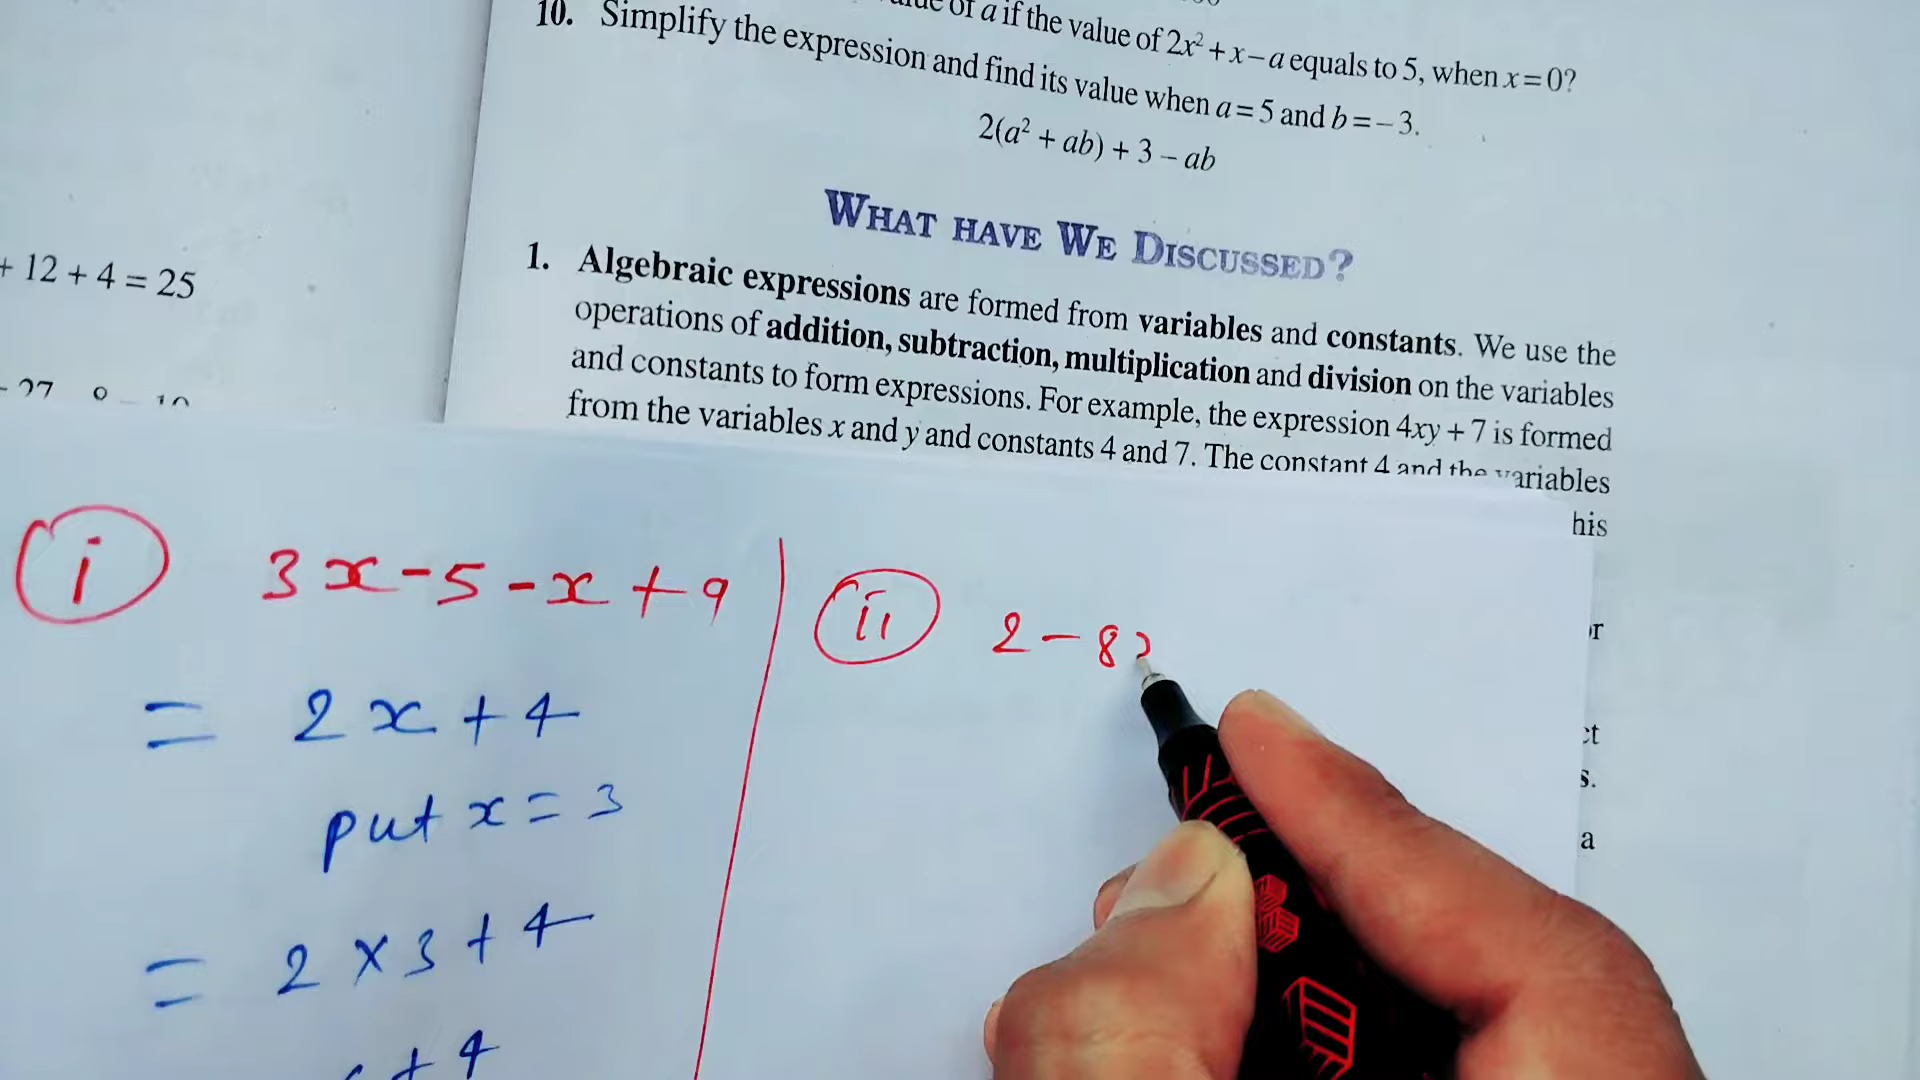 of a if the value of 2x² + x – a equals to 5, when x = 0?
10. Simplify the expression and find its value when a = 5 and b = – 3.
2(a² + ab) + 3 – ab
WHAT HAVE WE DISCUSSED?
1. Algebraic expressions are formed from variables and constants. We use the
operations of addition, subtraction, multiplication and division on the variables
and constants to form expressions. For example, the expression 4xy + 7 is formed
from the variables x and y and constants 4 and 7. The constant 4 and the variables
his
r
ct
s.
a
+ 12 + 4 = 25
i 3x - 5 - x + 9
= 2x + 4
put x = 3
= 2 × 3 + 4
+ 4
ii 2 - 8